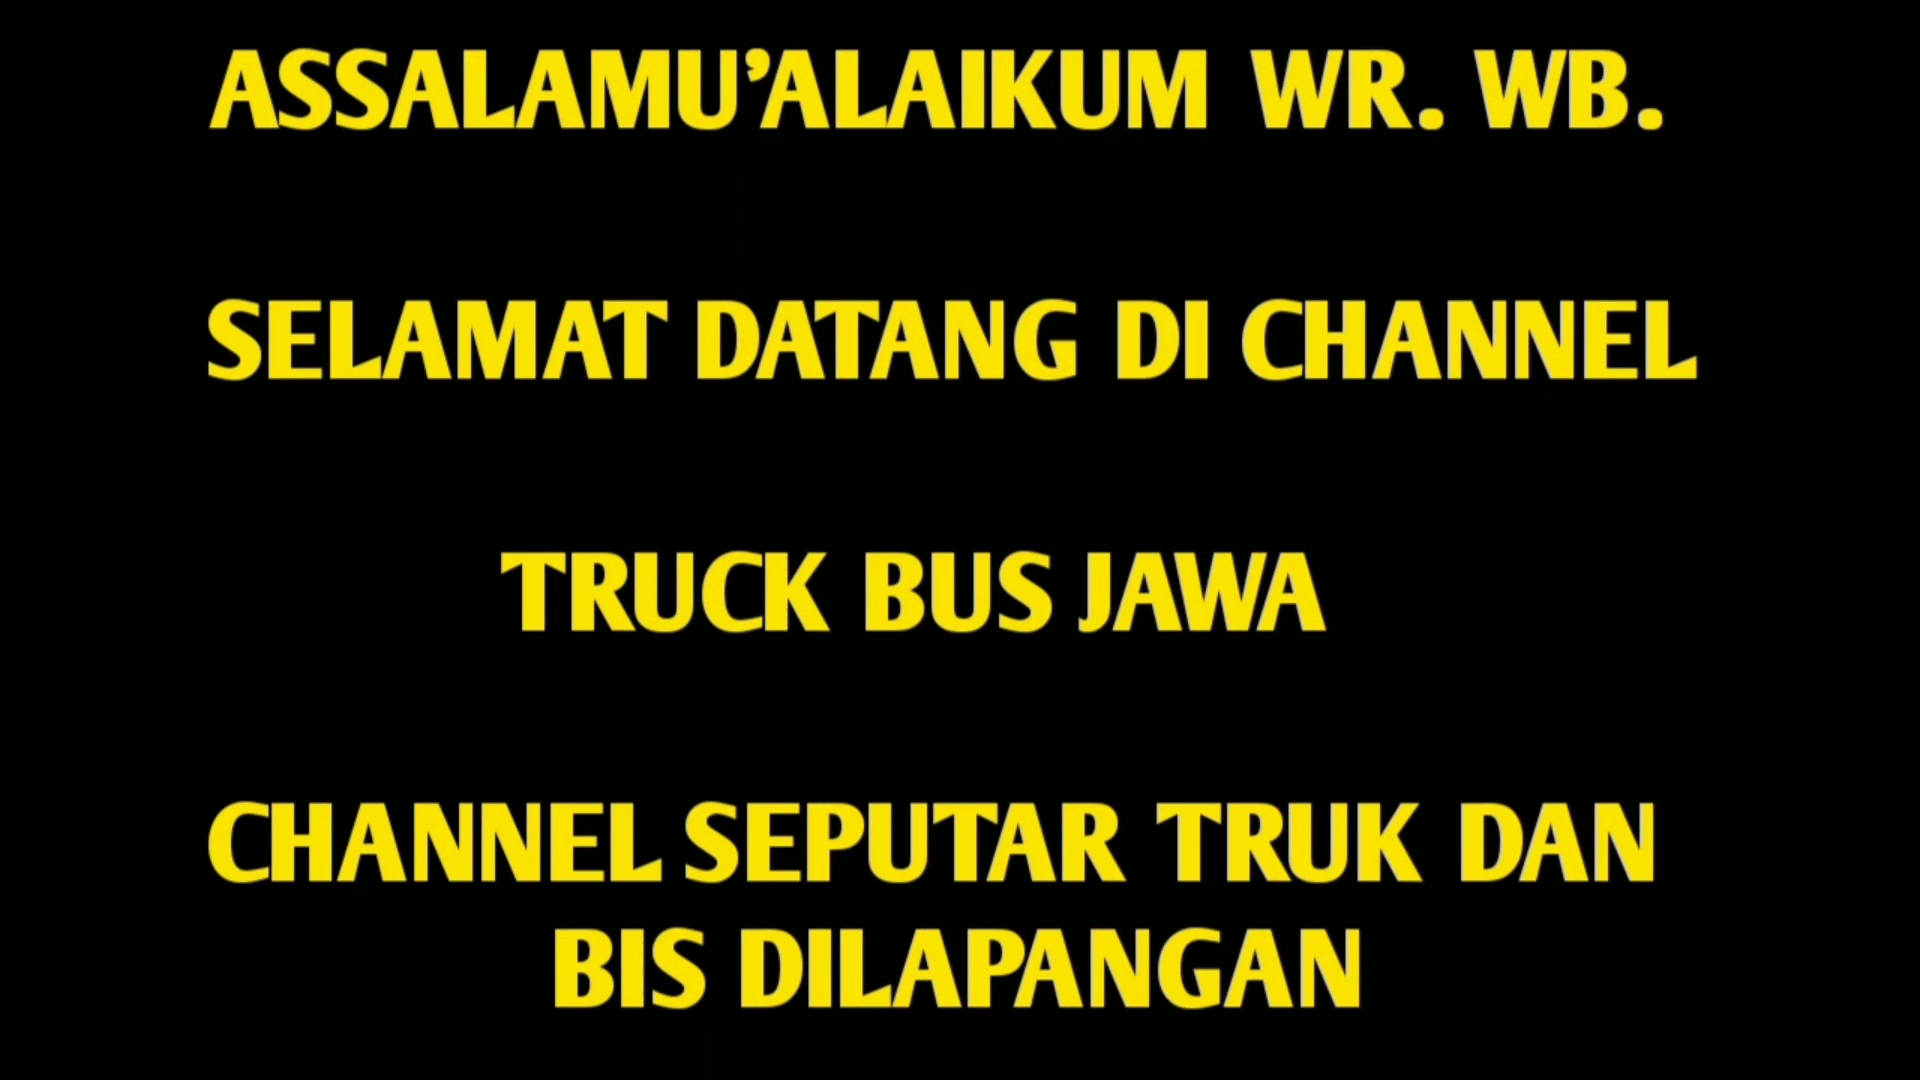 ASSALAMU’ALAIKUM WR. WB.
SELAMAT DATANG DI CHANNEL
TRUCK BUS JAWA
CHANNEL SEPUTAR TRUK DAN
BIS DILAPANGAN